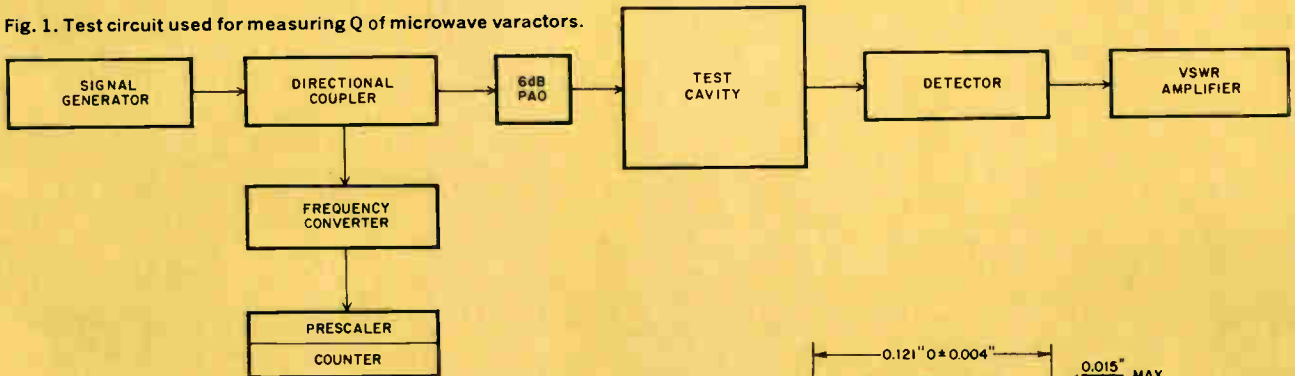 Fig. 1. Test circuit used for measuring Q of microwave varactors.
SIGNAL
GENERATOR
DIRECTIONAL
COUPLER
6dB
PAD
TEST
CAVITY
DETECTOR
VSWR
AMPLIFIER
FREQUENCY
CONVERTER
PRESCALER
COUNTER
0.121"0±0.004"
0.015" MAX